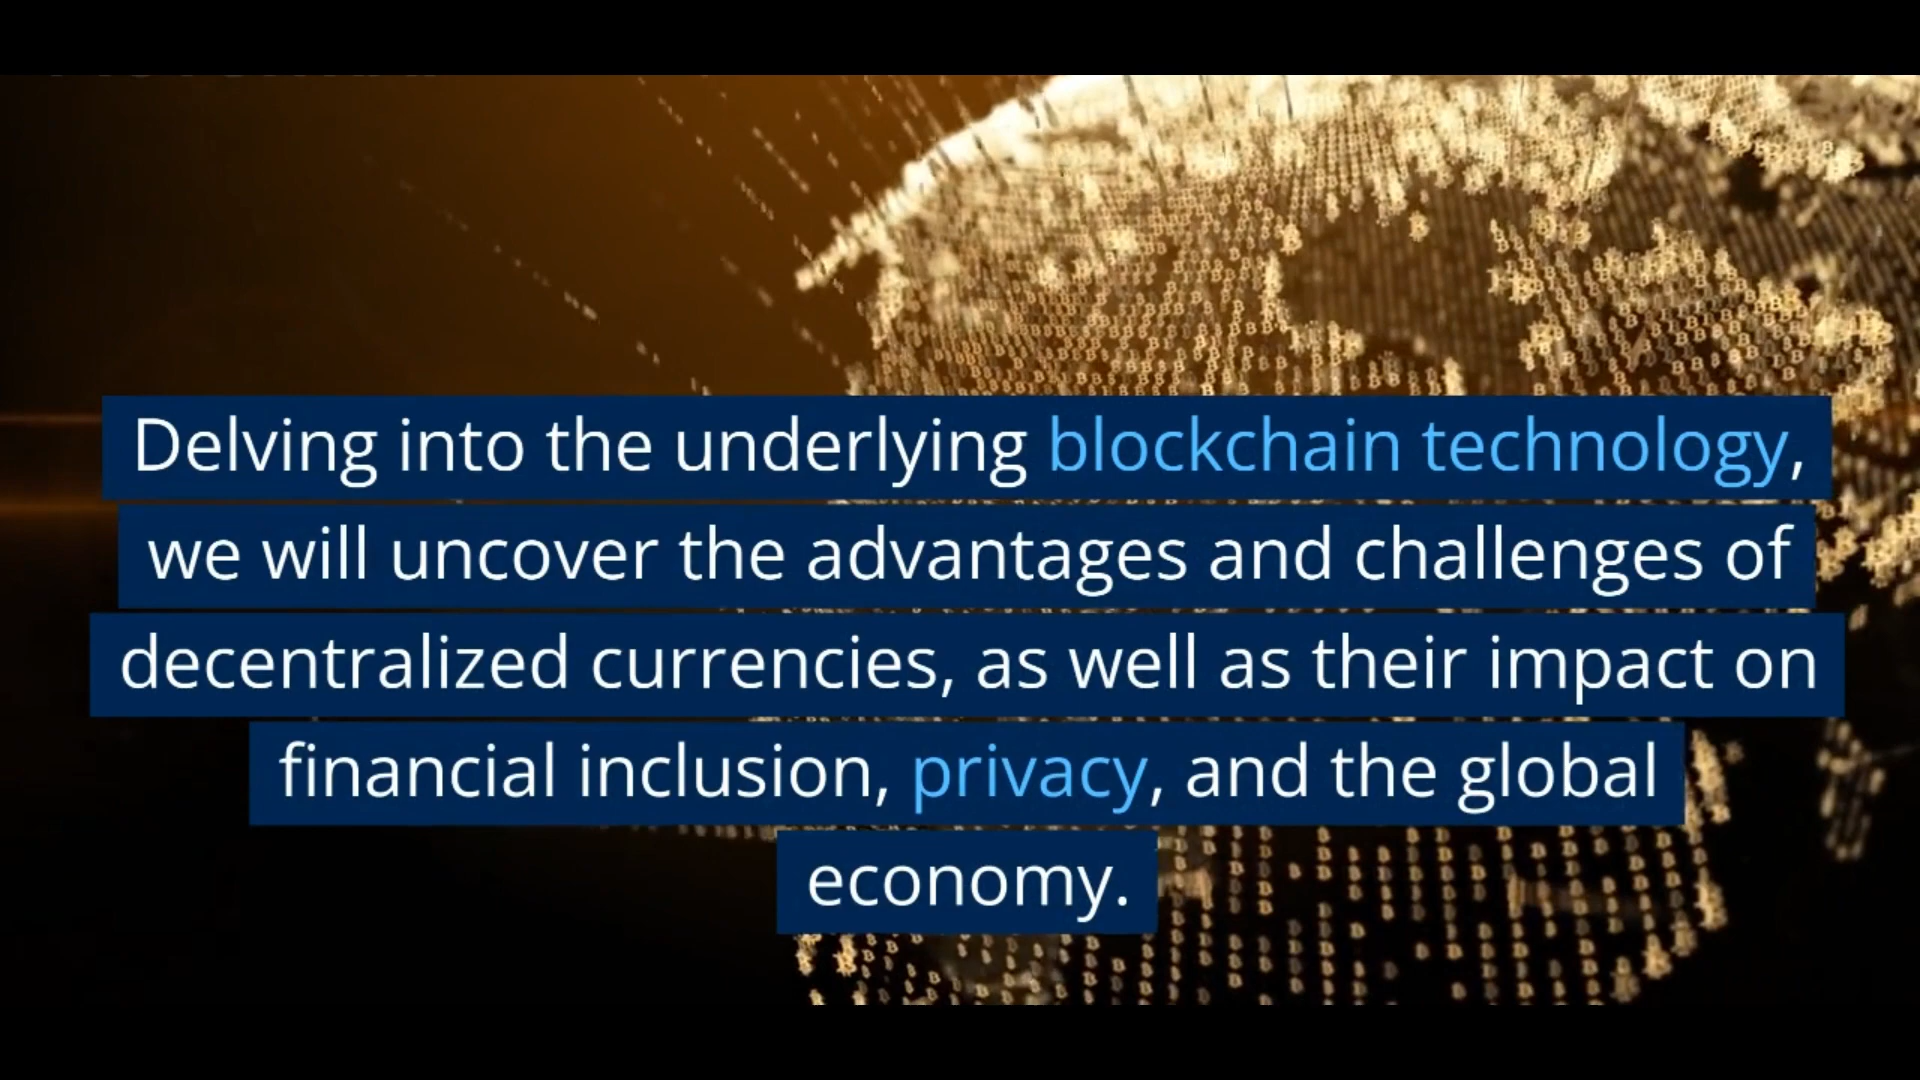 Delving into the underlying blockchain technology,
we will uncover the advantages and challenges of
decentralized currencies, as well as their impact on
financial inclusion, privacy, and the global
economy.